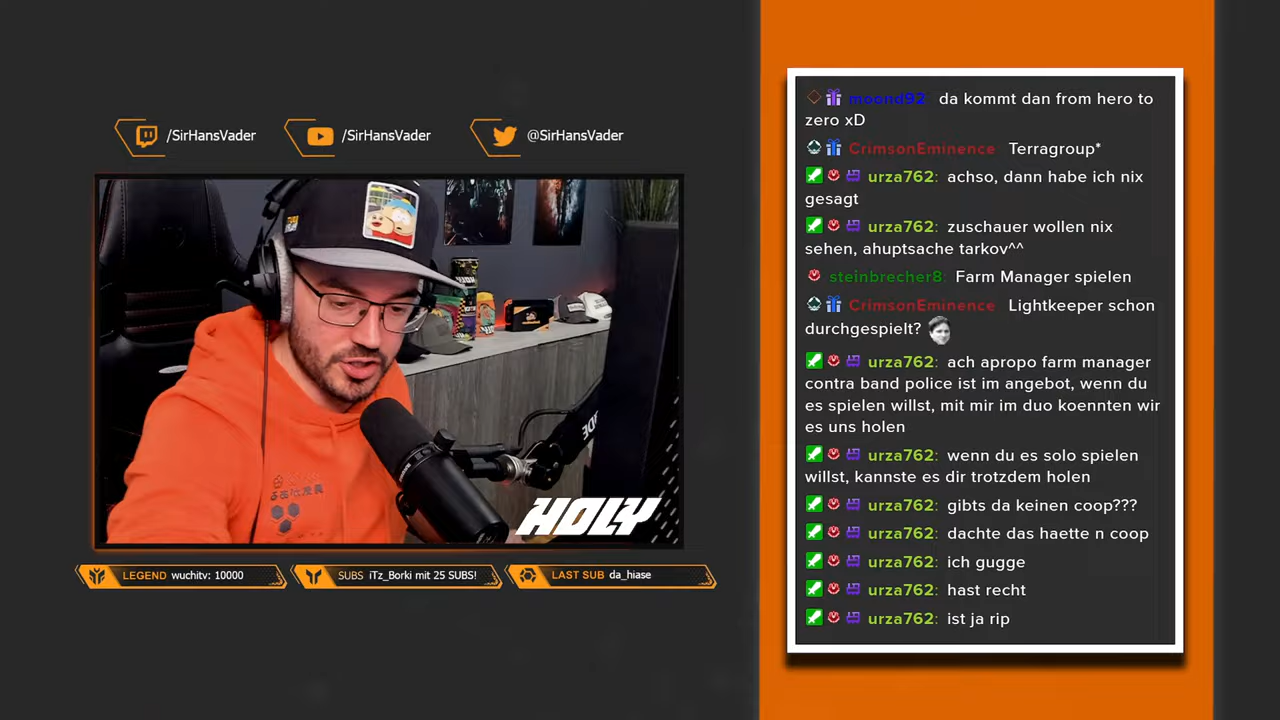 /SirHansVader
/SirHansVader
@SirHansVader
HOLY
LEGEND wuchitv: 10000
SUBS iTz_Borki mit 25 SUBS!
LAST SUB da_hiase
moond92 da kommt dan from hero to
zero xD
CrimsonEminence Terragroup*
urza762: achso, dann habe ich nix
gesagt
urza762: zuschauer wollen nix
sehen, ahuptsache tarkov^^
steinbrecher8: Farm Manager spielen
CrimsonEminence Lightkeeper schon
durchgespielt?
urza762: ach apropo farm manager
contra band police ist im angebot, wenn du
es spielen willst, mit mir im duo koennten wir
es uns holen
urza762: wenn du es solo spielen
willst, kannste es dir trotzdem holen
urza762: gibts da keinen coop???
urza762: dachte das haette n coop
urza762: ich gugge
urza762: hast recht
urza762: ist ja rip